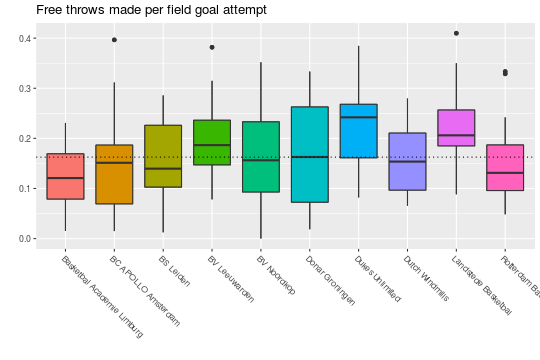 Free throws made per field goal attempt
0.4
0.3
0.2
0.1
0.0
Basketbal Academie Limburg
BC APOLLO Amsterdam
BS Leiden
BV Leeuwarden
BV Noordkop
Donar Groningen
Dukes Unlimited
Dutch Windmills
Landstede Basketbal
Rotterdam Bas